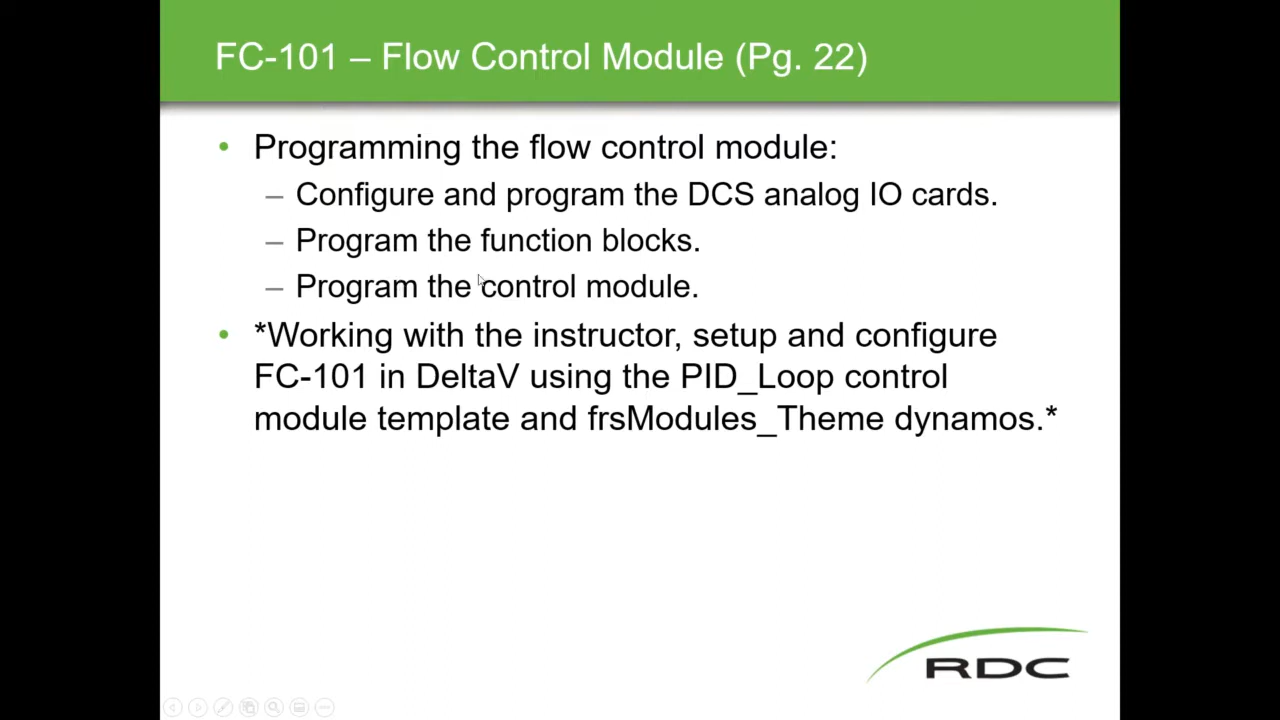 FC-101 – Flow Control Module (Pg. 22)
• Programming the flow control module:
– Configure and program the DCS analog IO cards.
– Program the function blocks.
– Program the control module.
• *Working with the instructor, setup and configure
FC-101 in DeltaV using the PID_Loop control
module template and frsModules_Theme dynamos.*
RDC